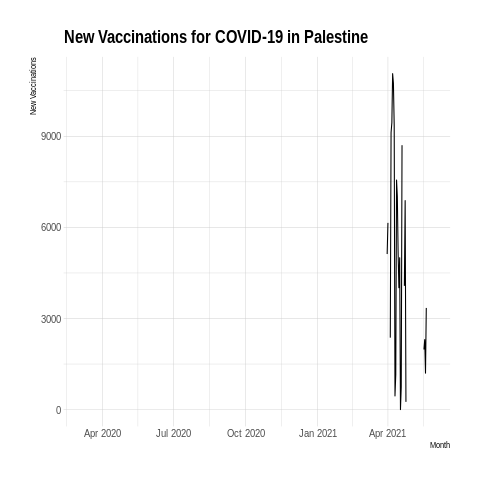 New Vaccinations for COVID-19 in Palestine
New Vaccinations
9000
6000
3000
0
Apr 2020 Jul 2020 Oct 2020 Jan 2021 Apr 2021
Month